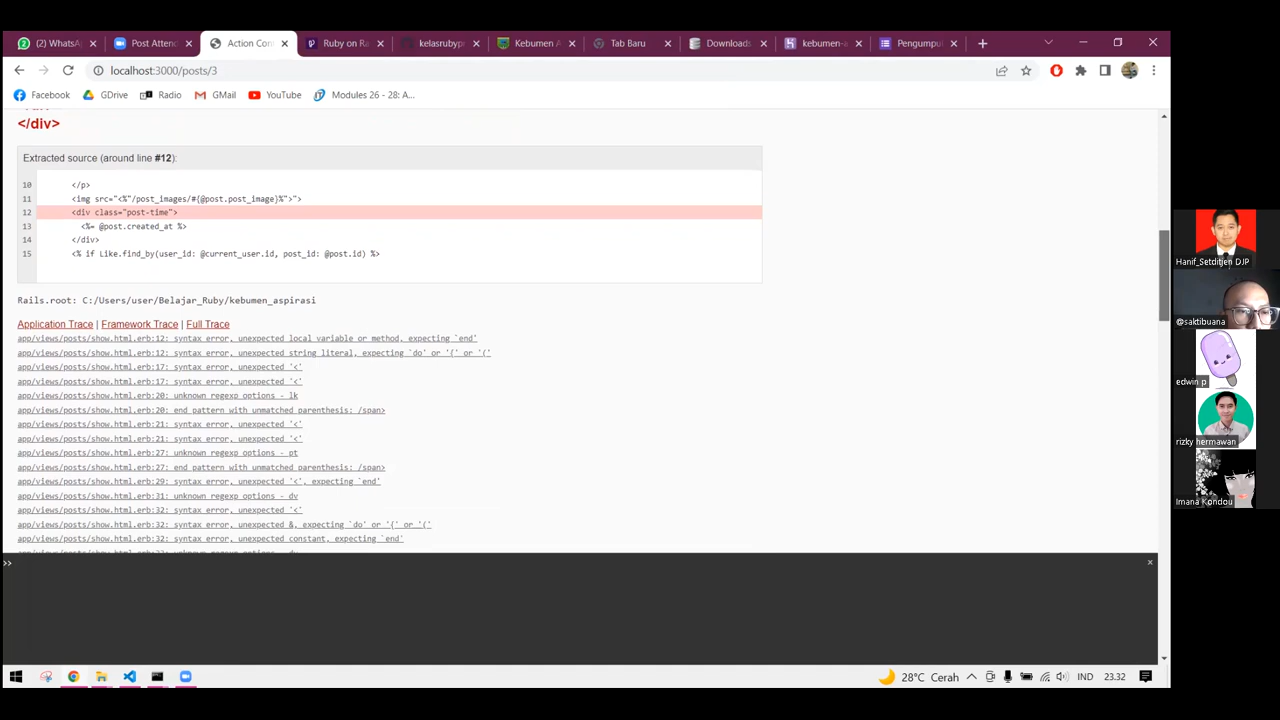 (2) WhatsA
Post Atten
Action Con
Ruby on Ra
kelasrubyp
Kebumen A
Tab Baru
Downloads
kebumen-a
Pengumpul
localhost:3000/posts/3
Facebook
GDrive
Radio
GMail
YouTube
Modules 26 - 28: A...
</div>
Extracted source (around line #12):
10 </p>
11 <img src="<%"/post_images/#{@post.post_image}%">">
12 <div class="post-time">
13 <%= @post.created_at %>
14 </div>
15 <% if Like.find_by(user_id: @current_user.id, post_id: @post.id) %>
Rails.root: C:/Users/user/Belajar_Ruby/kebumen_aspirasi
Application Trace | Framework Trace | Full Trace
app/views/posts/show.html.erb:12: syntax error, unexpected local variable or method, expecting `end'
app/views/posts/show.html.erb:12: syntax error, unexpected string literal, expecting `do' or '{' or '('
app/views/posts/show.html.erb:17: syntax error, unexpected '<'
app/views/posts/show.html.erb:17: syntax error, unexpected '<'
app/views/posts/show.html.erb:20: unknown regexp options - lk
app/views/posts/show.html.erb:20: end pattern with unmatched parenthesis: /span>
app/views/posts/show.html.erb:21: syntax error, unexpected '<'
app/views/posts/show.html.erb:21: syntax error, unexpected '<'
app/views/posts/show.html.erb:27: unknown regexp options - pt
app/views/posts/show.html.erb:27: end pattern with unmatched parenthesis: /span>
app/views/posts/show.html.erb:29: syntax error, unexpected '<', expecting `end'
app/views/posts/show.html.erb:31: unknown regexp options - dv
app/views/posts/show.html.erb:32: syntax error, unexpected '<'
app/views/posts/show.html.erb:32: syntax error, unexpected &, expecting `do' or '{' or '('
app/views/posts/show.html.erb:32: syntax error, unexpected constant, expecting `end'
>>
x
Hanif_Setditjen DJP
@saktibuana
edwin p
rizky hermawan
Imana Kondou
28°C Cerah
IND
23.32